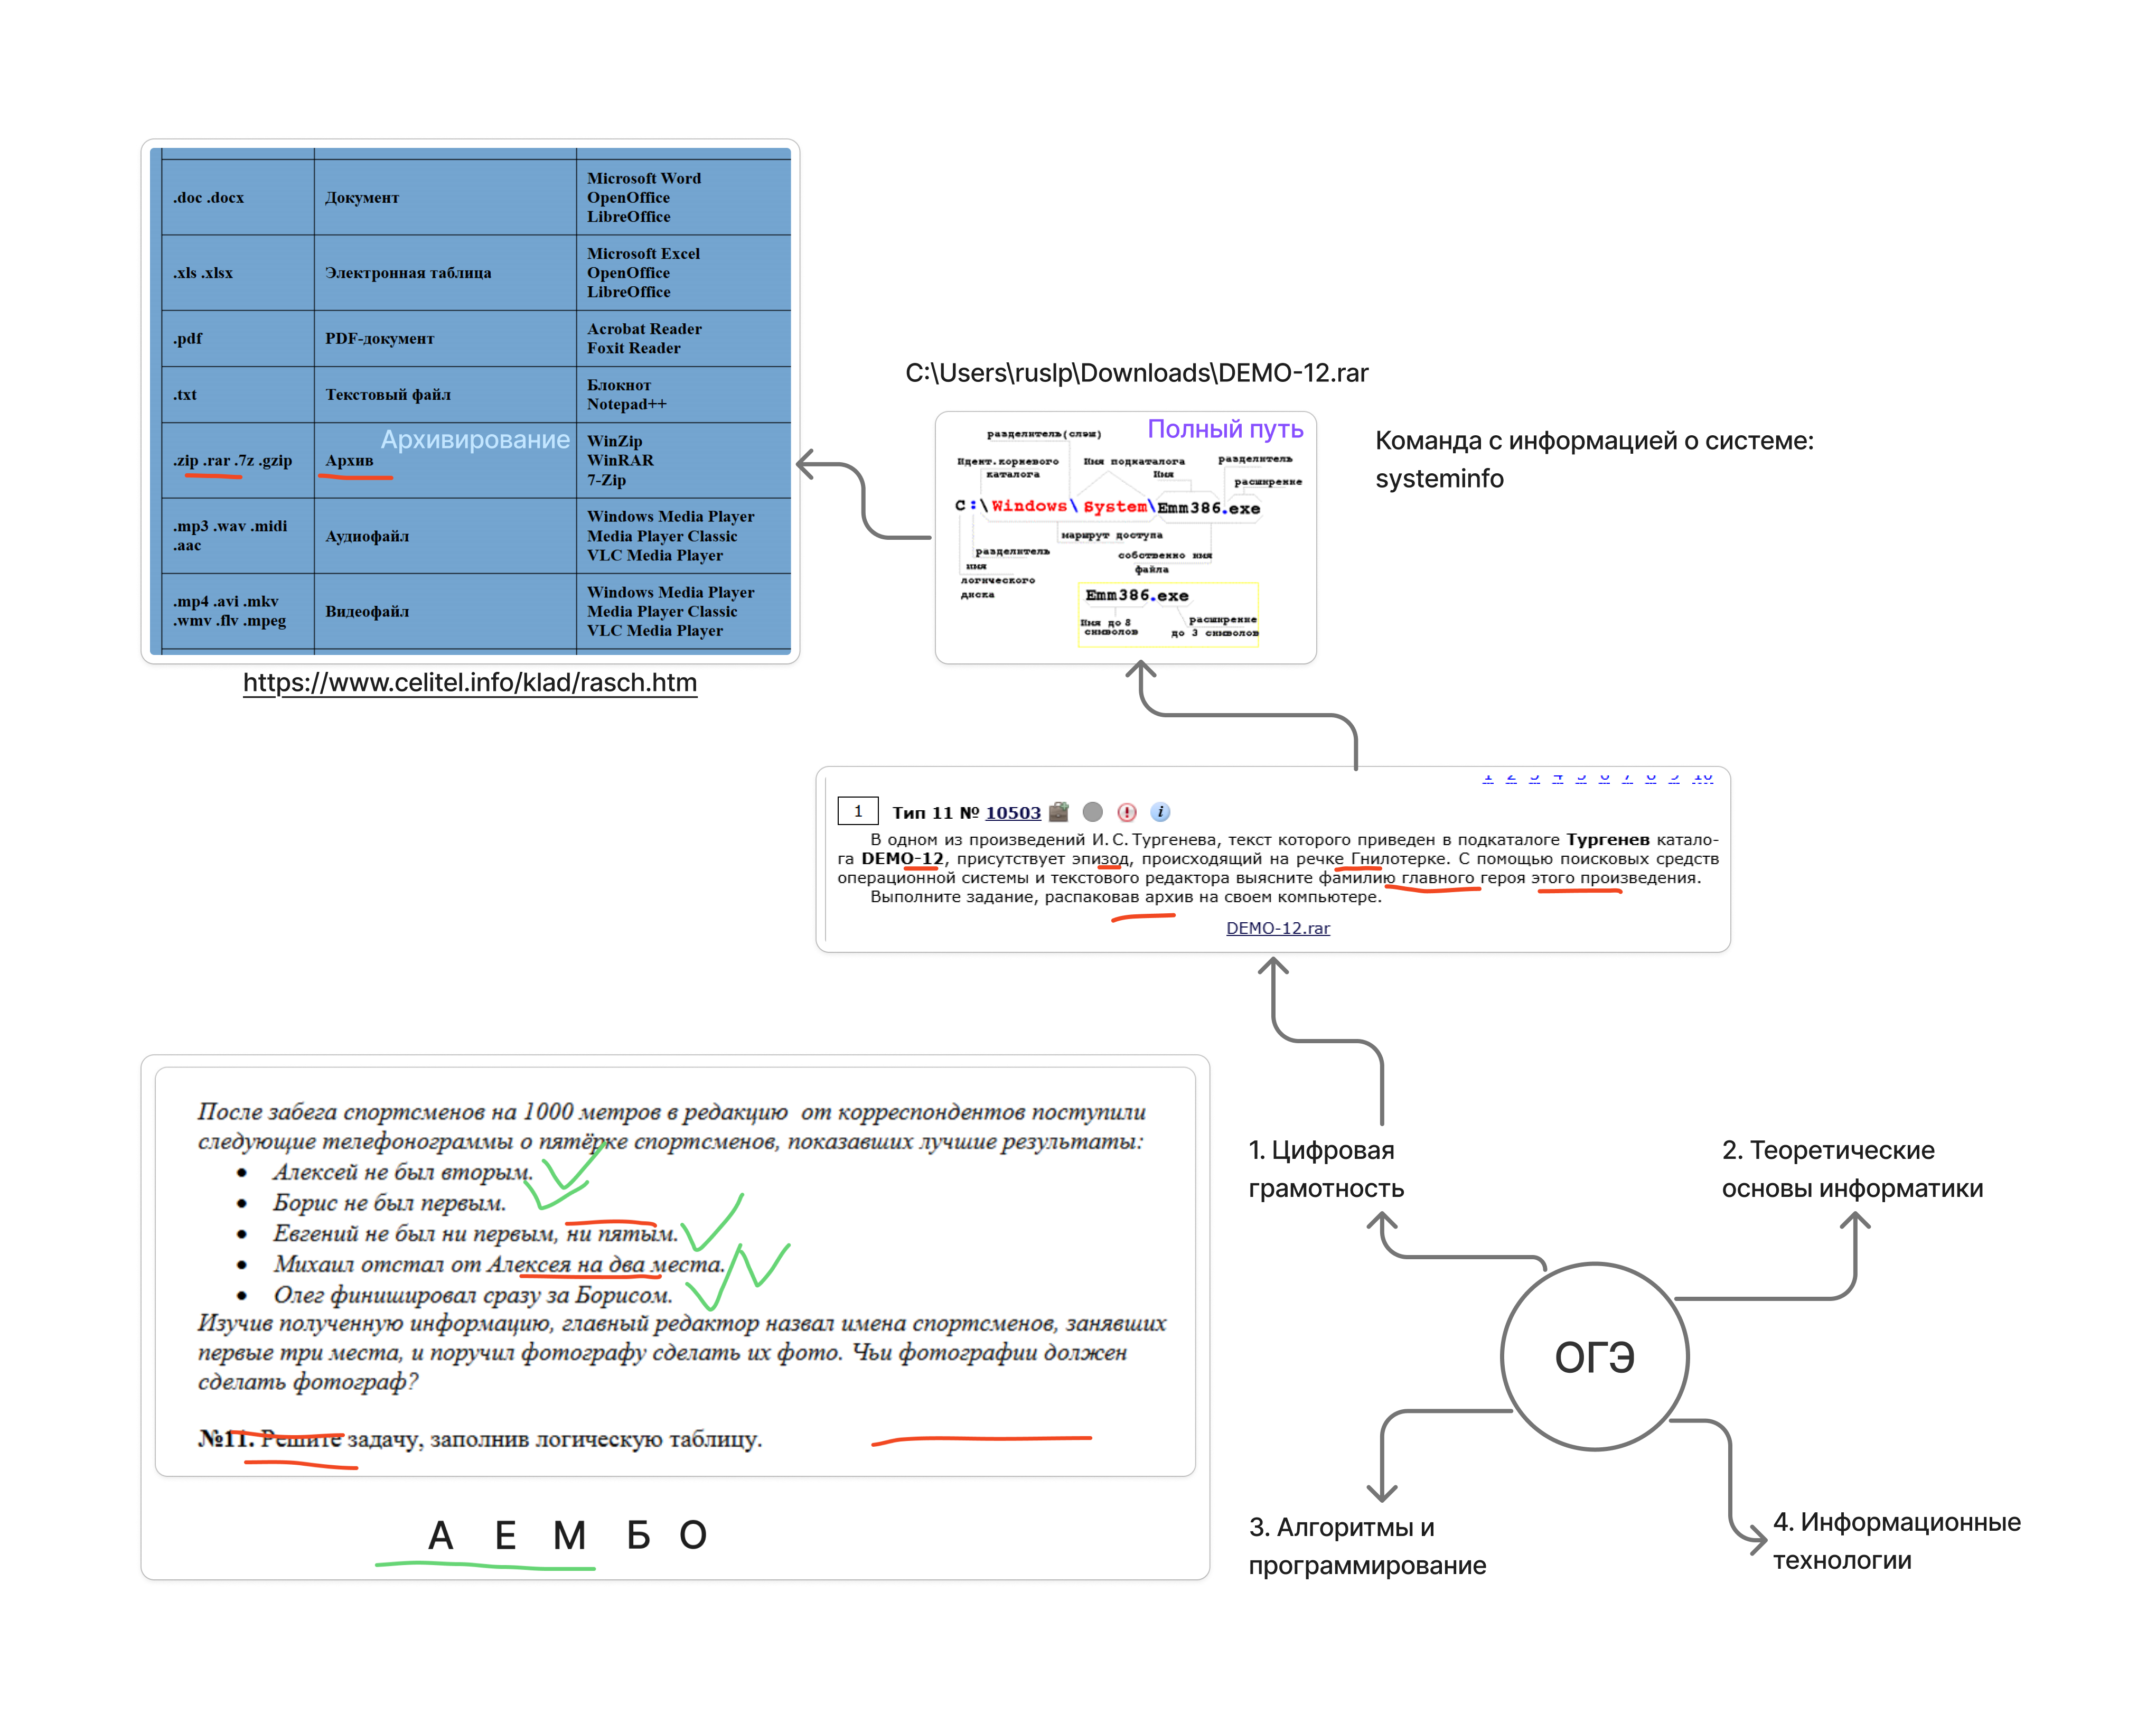 .doc .docx
Документ
Microsoft Word
OpenOffice
LibreOffice
.xls .xlsx
Электронная таблица
Microsoft Excel
OpenOffice
LibreOffice
.pdf
PDF-документ
Acrobat Reader
Foxit Reader
.txt
Текстовый файл
Блокнот
Notepad++
.zip .rar .7z .gzip
Архивирование
Архив
WinZip
WinRAR
7-Zip
.mp3 .wav .midi
.aac
Аудиофайл
Windows Media Player
Media Player Classic
VLC Media Player
.mp4 .avi .mkv
.wmv .flv .mpeg
Видеофайл
Windows Media Player
Media Player Classic
VLC Media Player
https://www.celitel.info/klad/rasch.htm
C:\Users\ruslp\Downloads\DEMO-12.rar
Полный путь
разделитель(слэш)
Идент.корневого
каталога
Имя подкаталога
Имя
разделитель
расширение
C:\Windows\System\Emm386.exe
маршрут доступа
разделитель
собственно имя
файла
имя
логического
диска
Emm386.exe
Имя до 8
символов
расширение
до 3 символов
Команда с информацией о системе:
systeminfo
1 2 3 4 5 6 7 8 9 10
1 Тип 11 № 10503
В одном из произведений И. С. Тургенева, текст которого приведен в подкаталоге Тургенев катало-
га DEMO-12, присутствует эпизод, происходящий на речке Гнилотерке. С помощью поисковых средств
операционной системы и текстового редактора выясните фамилию главного героя этого произведения.
Выполните задание, распаковав архив на своем компьютере.
DEMO-12.rar
После забега спортсменов на 1000 метров в редакцию от корреспондентов поступили
следующие телефонограммы о пятёрке спортсменов, показавших лучшие результаты:
• Алексей не был вторым.
• Борис не был первым.
• Евгений не был ни первым, ни пятым.
• Михаил отстал от Алексея на два места.
• Олег финишировал сразу за Борисом.
Изучив полученную информацию, главный редактор назвал имена спортсменов, занявших
первые три места, и поручил фотографу сделать их фото. Чьи фотографии должен
сделать фотограф?
№11. Решите задачу, заполнив логическую таблицу.
А Е М Б О
1. Цифровая
грамотность
2. Теоретические
основы информатики
ОГЭ
3. Алгоритмы и
программирование
4. Информационные
технологии